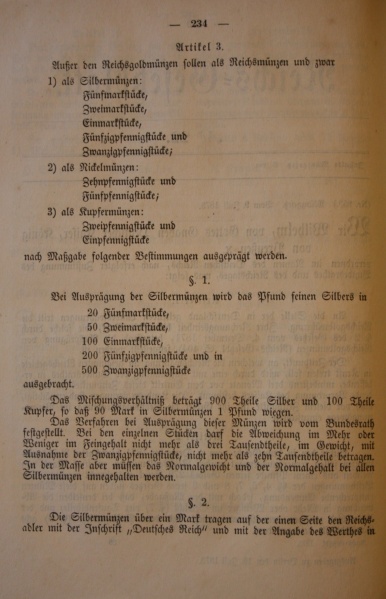 — 234 —
Artikel 3.
Außer den Reichsgoldmünzen sollen als Reichsmünzen und zwar
1) als Silbermünzen:
Fünfmarkstücke,
Zweimarkstücke,
Einmarkstücke,
Fünfzigpfennigstücke und
Zwanzigpfennigstücke;
2) als Nickelmünzen:
Zehnpfennigstücke und
Fünfpfennigstücke;
3) als Kupfermünzen:
Zweipfennigstücke und
Einpfennigstücke
nach Maßgabe folgender Bestimmungen ausgeprägt werden.
§. 1.
Bei Ausprägung der Silbermünzen wird das Pfund feinen Silbers in
20 Fünfmarkstücke,
50 Zweimarkstücke,
100 Einmarkstücke,
200 Fünfzigpfennigstücke und in
500 Zwanzigpfennigstücke
ausgebracht.
Das Mischungsverhältniß beträgt 900 Theile Silber und 100 Theile
Kupfer, so daß 90 Mark in Silbermünzen 1 Pfund wiegen.
Das Verfahren bei Ausprägung dieser Münzen wird vom Bundesrath
festgestellt. Bei den einzelnen Stücken darf die Abweichung im Mehr oder
Weniger im Feingehalt nicht mehr als drei Tausendtheile, im Gewicht, mit
Ausnahme der Zwanzigpfennigstücke, nicht mehr als zehn Tausendtheile betragen.
In der Masse aber müssen das Normalgewicht und der Normalgehalt bei allen
Silbermünzen innegehalten werden.
§. 2.
Die Silbermünzen über ein Mark tragen auf der einen Seite den Reichs-
adler mit der Inschrift „Deutsches Reich“ und mit der Angabe des Werthes in